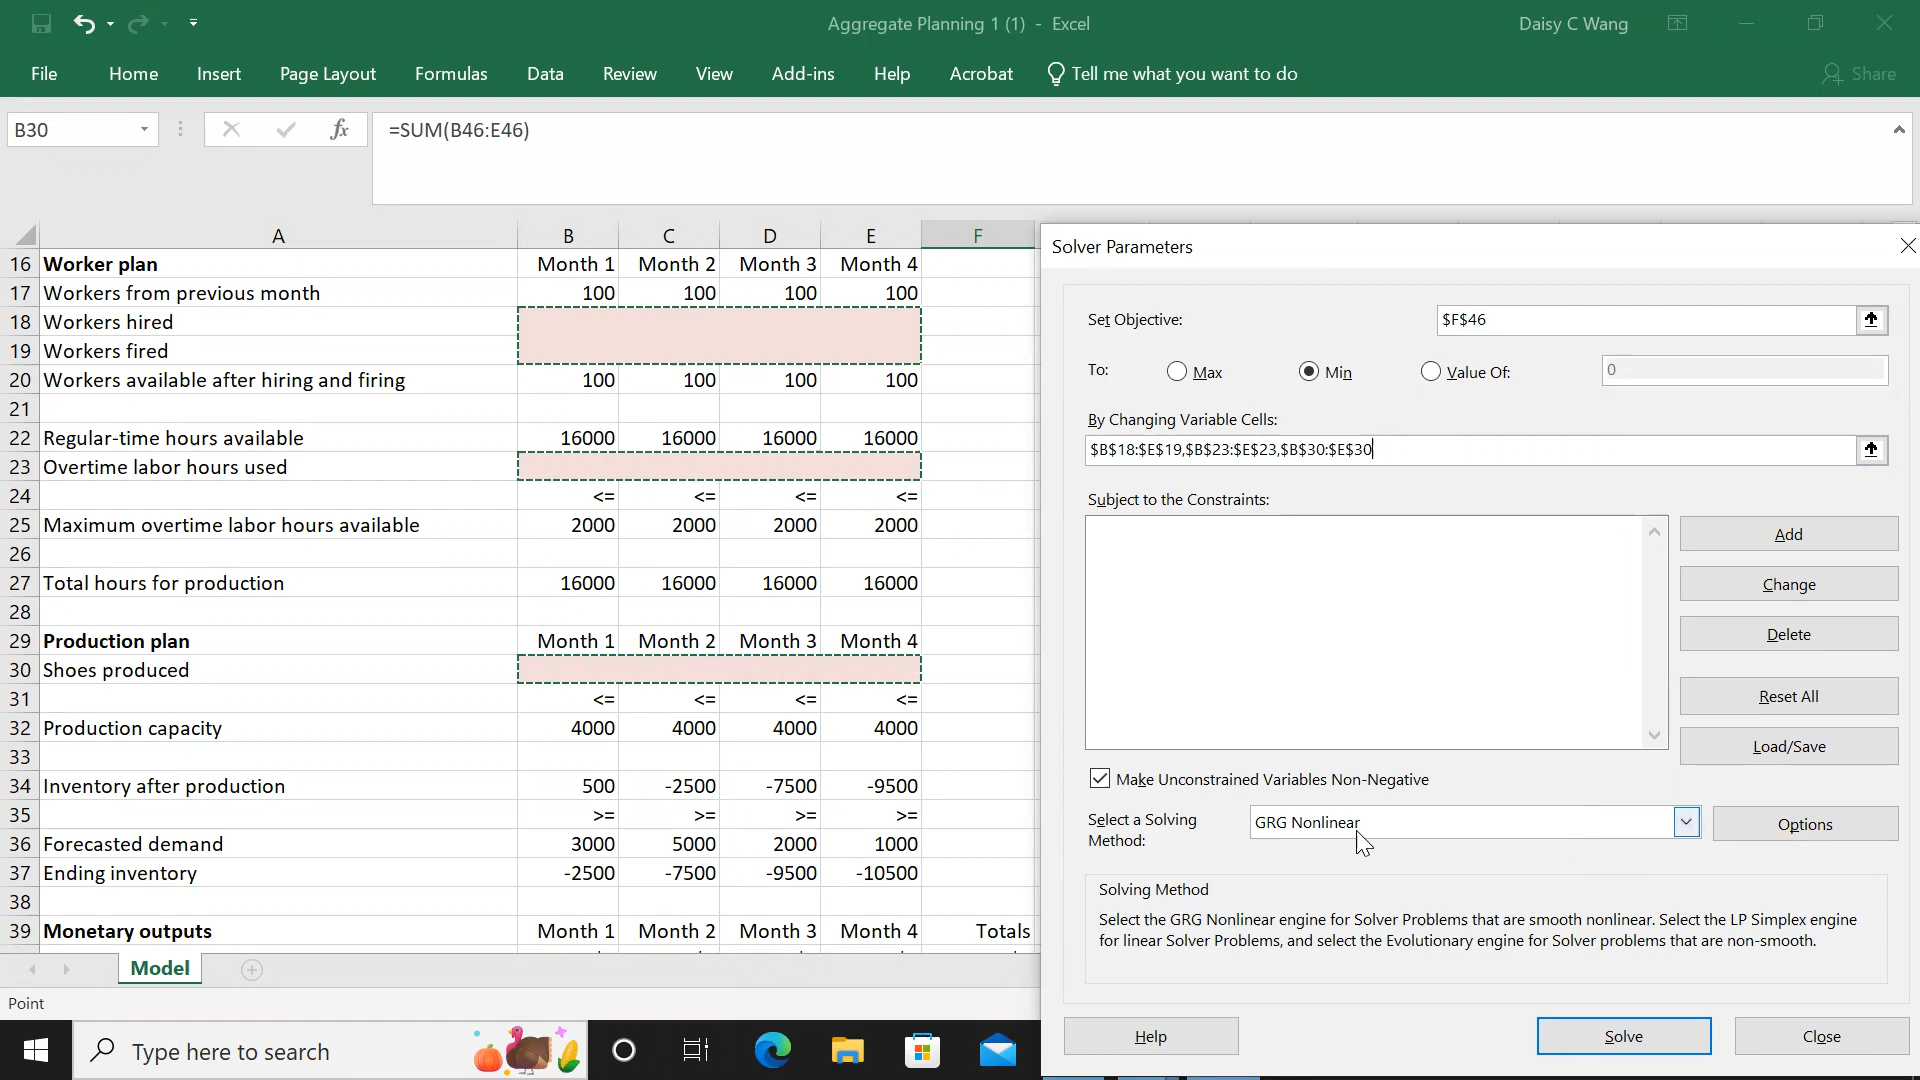 Aggregate Planning 1 (1) - Excel
Daisy C Wang
File Home Insert Page Layout Formulas Data Review View Add-ins Help Acrobat Tell me what you want to do Share
B30 fx =SUM(B46:E46)
A B C D E F
16 Worker plan Month 1 Month 2 Month 3 Month 4
17 Workers from previous month 100 100 100 100
18 Workers hired
19 Workers fired
20 Workers available after hiring and firing 100 100 100 100
21
22 Regular-time hours available 16000 16000 16000 16000
23 Overtime labor hours used
24 <= <= <= <=
25 Maximum overtime labor hours available 2000 2000 2000 2000
26
27 Total hours for production 16000 16000 16000 16000
28
29 Production plan Month 1 Month 2 Month 3 Month 4
30 Shoes produced
31 <= <= <= <=
32 Production capacity 4000 4000 4000 4000
33
34 Inventory after production 500 -2500 -7500 -9500
35 >= >= >= >=
36 Forecasted demand 3000 5000 2000 1000
37 Ending inventory -2500 -7500 -9500 -10500
38
39 Monetary outputs Month 1 Month 2 Month 3 Month 4 Totals
Model
Point
Solver Parameters
Set Objective: $F$46
To: Max Min Value Of: 0
By Changing Variable Cells:
$B$18:$E$19,$B$23:$E$23,$B$30:$E$30
Subject to the Constraints:
Add
Change
Delete
Reset All
Load/Save
Make Unconstrained Variables Non-Negative
Select a Solving
Method:
GRG Nonlinear
Options
Solving Method
Select the GRG Nonlinear engine for Solver Problems that are smooth nonlinear. Select the LP Simplex engine
for linear Solver Problems, and select the Evolutionary engine for Solver problems that are non-smooth.
Help
Solve
Close
Type here to search